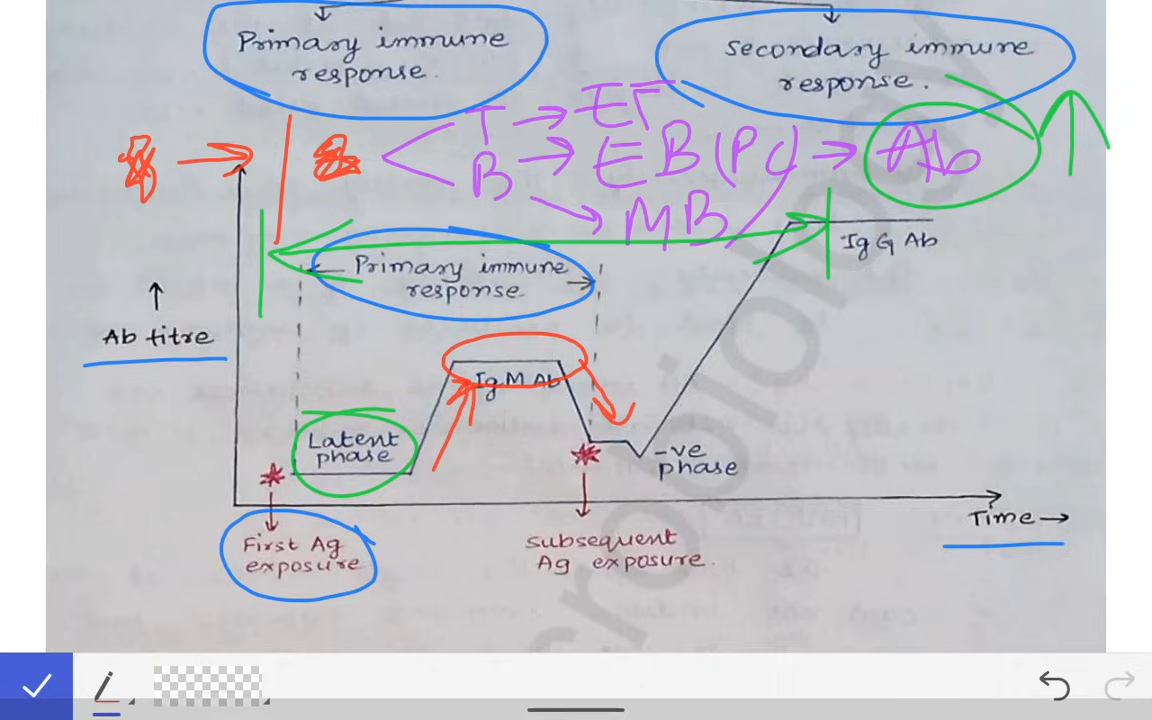 Primary immune
response.
secondary immune
response.
T → ET
B → EB (PC) → Ab
MB
Primary immune
response
IgG Ab
Ab titre
IgM Ab
Latent
phase
-ve
phase
Time →
First Ag
exposure
Subsequent
Ag exposure.